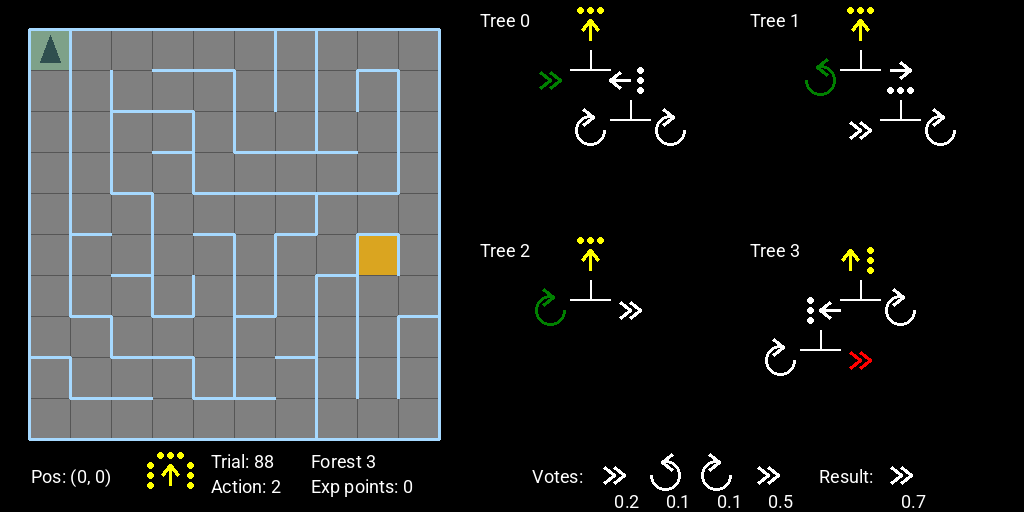 Tree 0
Tree 1
Tree 2
Tree 3
Pos: (0, 0)
Trial: 88
Action: 2
Forest 3
Exp points: 0
Votes:
0.2
0.1
0.1
0.5
Result:
0.7